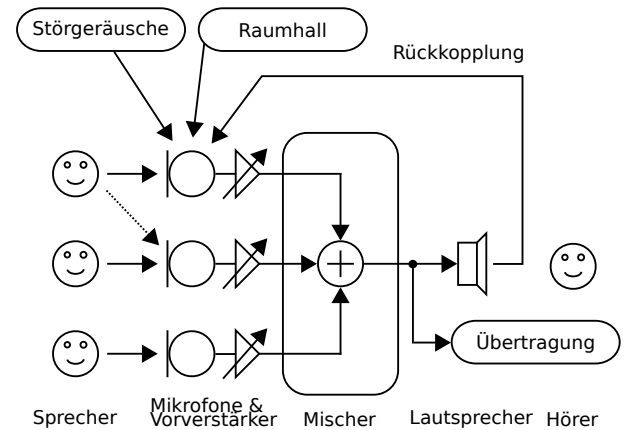 Störgeräusche
Raumhall
Rückkopplung
Übertragung
Sprecher
Mikrofone &
Vorverstärker
Mischer
Lautsprecher
Hörer